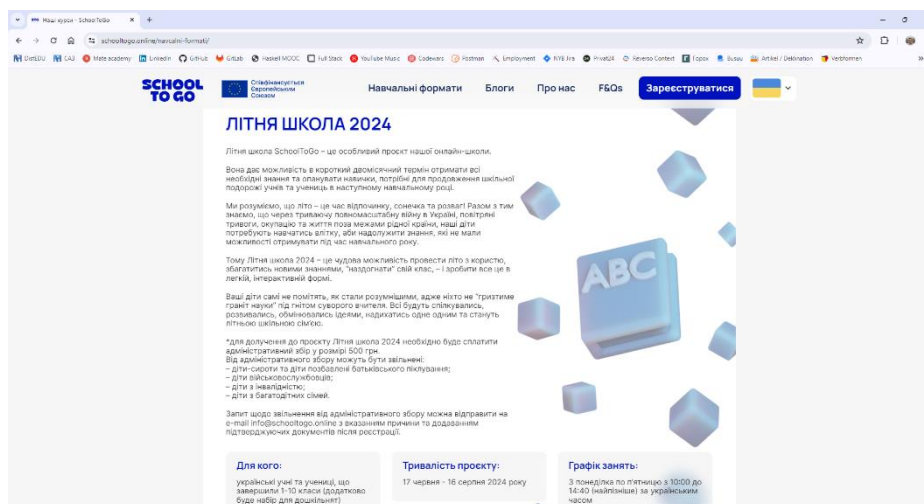 Наші курси - SchoolToGo
schooltogo.online/navcalni-formati/
DistEDU CA3 Mate academy LinkedIn GitHub GitLab Haskell MOOC Full Stack YouTube Music Codewars Postman Employment NYB Jira Privat24 Reverso Context Busuu Artikel / Deklination Verbformen
SCHOOL TO GO
Співфінансується Європейським Союзом
Навчальні формати Блоги Про нас F&Qs Зареєструватися
ЛІТНЯ ШКОЛА 2024
Літня школа SchoolToGo – це особливий проєкт нашої онлайн-школи.
Вона дає можливість в короткий двомісячний термін отримати всі
необхідні знання та опанувати навички, потрібні для продовження шкільної
подорожі учнів та учениць в наступному навчальному році.
Ми розуміємо, що літо – це час відпочинку, сонечка та розваг! Разом з тим
знаємо, що через триваючу повномасштабну війну в Україні, повітряні
тривоги, окупацію та життя поза межами рідної країни, наші діти
потребують навчатись влітку, аби надолужити знання, які не мали
можливості отримувати під час навчального року.
Тому Літня школа 2024 – це чудова можливість провести літо з користю,
збагатитись новими знаннями, "наздогнати" свій клас, – і зробити все це в
легкій, інтерактивній формі.
Ваші діти самі не помітять, як стали розумнішими, адже ніхто не "гризтиме
граніт науки" під гнітом суворого вчителя. Всі будуть спілкувались,
розвивались, обмінювались ідеями, надихатись одне одним та стануть
літньою шкільною сім'єю.
*для долучення до проєкту Літня школа 2024 необхідно буде сплатити
адміністративний збір у розмірі 500 грн.
Від адміністративного збору можуть бути звільнені:
– діти-сироти та діти позбавлені батьківського піклування;
– діти військовослужбовців;
– діти з інвалідністю;
– діти з багатодітних сімей.
Запит щодо звільнення від адміністративного збору можна відправити на
e-mail info@schooltogo.online з вказанням причини та додаванням
підтверджуючих документів після реєстрації.
ABC
Для кого:
українські учні та учениці, що
завершили 1-10 класи (додатково
буде набір для дошкільнят)
Тривалість проєкту:
17 червня - 16 серпня 2024 року
Графік занять:
З понеділка по п'ятницю з 10:00 до
14:40 (найпізніше) за українським
часом